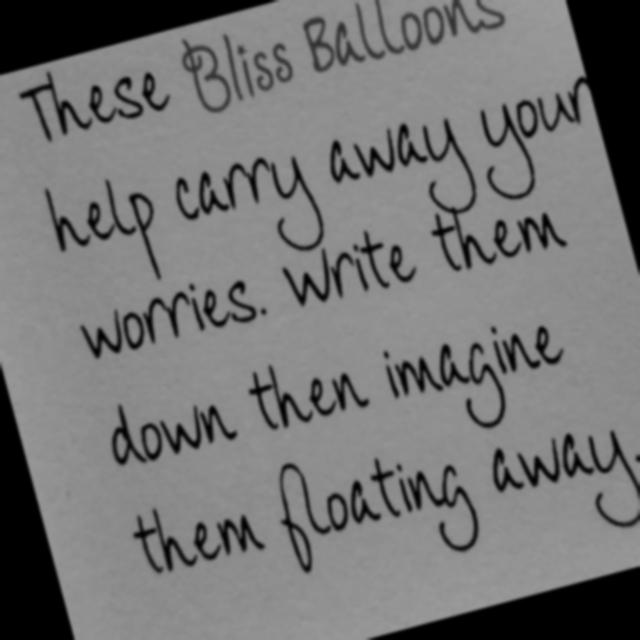 These Bliss Balloons
help carry away your
worries. Write them
down then imagine
them floating away.